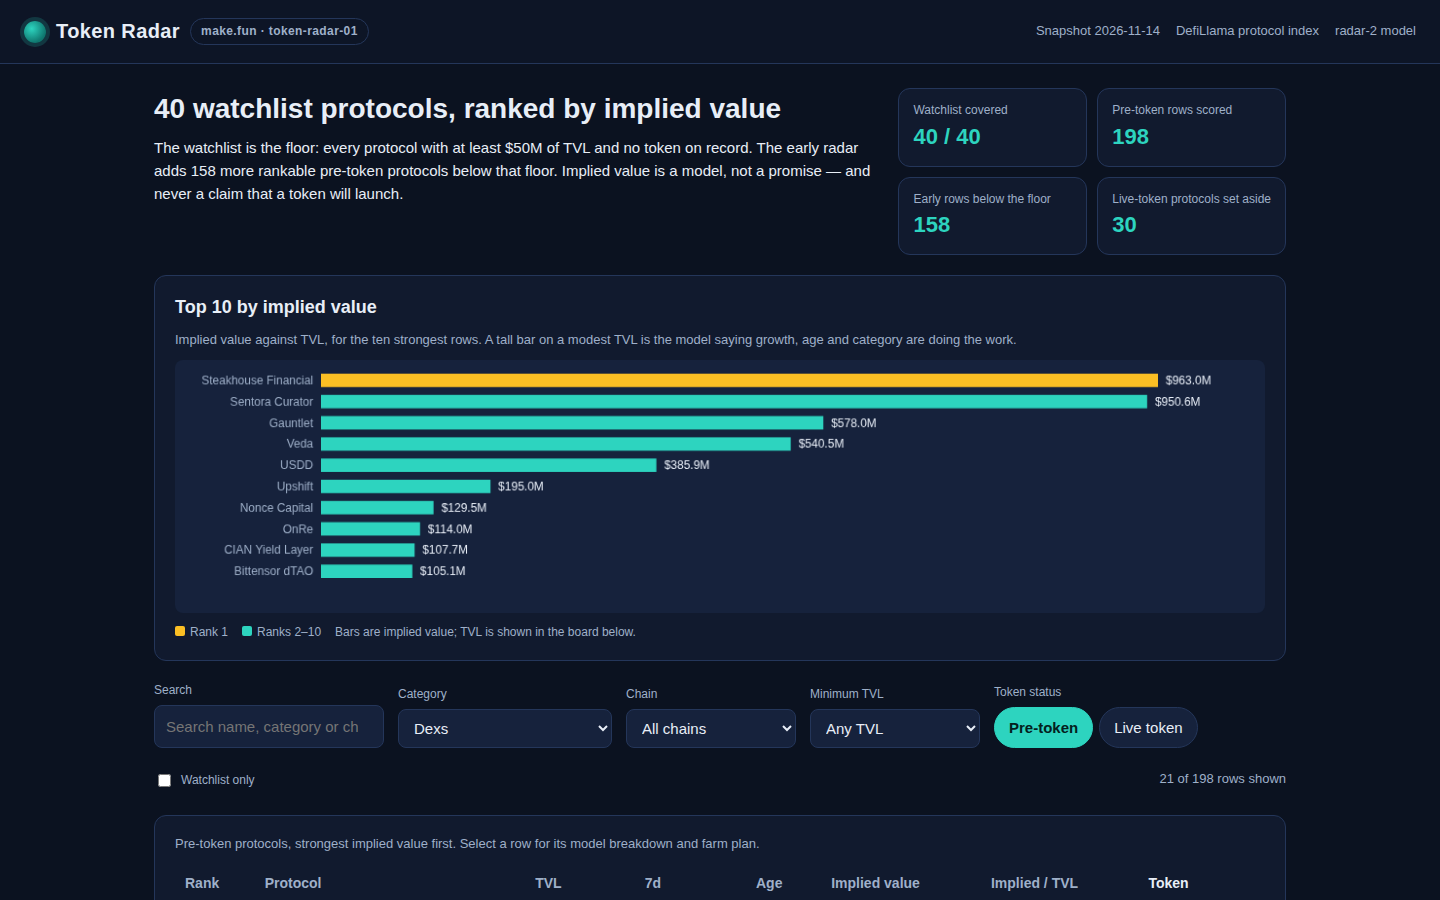 Token Radar
make.fun · token-radar-01
Snapshot 2026-11-14
DefiLlama protocol index
radar-2 model
40 watchlist protocols, ranked by implied value
The watchlist is the floor: every protocol with at least $50M of TVL and no token on record. The early radar
adds 158 more rankable pre-token protocols below that floor. Implied value is a model, not a promise — and
never a claim that a token will launch.
Watchlist covered
40 / 40
Pre-token rows scored
198
Early rows below the floor
158
Live-token protocols set aside
30
Top 10 by implied value
Implied value against TVL, for the ten strongest rows. A tall bar on a modest TVL is the model saying growth, age and category are doing the work.
Steakhouse Financial $963.0M
Sentora Curator $950.6M
Gauntlet $578.0M
Veda $540.5M
USDD $385.9M
Upshift $195.0M
Nonce Capital $129.5M
OnRe $114.0M
CIAN Yield Layer $107.7M
Bittensor dTAO $105.1M
Rank 1
Ranks 2–10
Bars are implied value; TVL is shown in the board below.
Search
Search name, category or ch
Category
Dexs
Chain
All chains
Minimum TVL
Any TVL
Token status
Pre-token
Live token
Watchlist only
21 of 198 rows shown
Pre-token protocols, strongest implied value first. Select a row for its model breakdown and farm plan.
Rank Protocol TVL 7d Age Implied value Implied / TVL Token